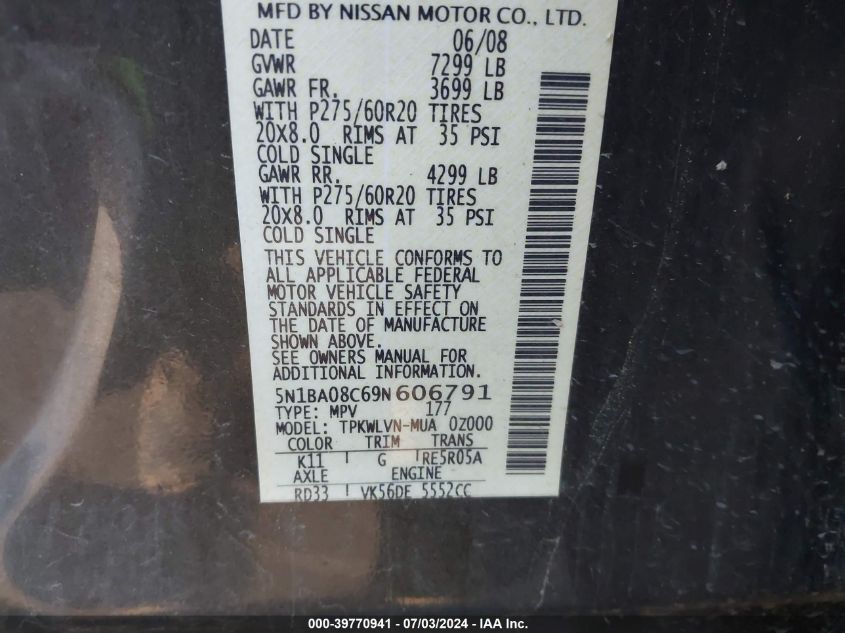 MFD BY NISSAN MOTOR CO., LTD.
DATE 06/08
GVWR 7299 LB
GAWR FR. 3699 LB
WITH P275/60R20 TIRES
20X8.0 RIMS AT 35 PSI
COLD SINGLE
GAWR RR. 4299 LB
WITH P275/60R20 TIRES
20X8.0 RIMS AT 35 PSI
COLD SINGLE
THIS VEHICLE CONFORMS TO
ALL APPLICABLE FEDERAL
MOTOR VEHICLE SAFETY
STANDARDS IN EFFECT ON
THE DATE OF MANUFACTURE
SHOWN ABOVE.
SEE OWNERS MANUAL FOR
ADDITIONAL INFORMATION.
5N1BA08C69N606791
TYPE: MPV 177
MODEL: TPKWLVN-MUA 0Z000
COLOR TRIM TRANS
K11 G RE5R05A
AXLE ENGINE
RD33 VK56DE 5552CC
000-39770941 - 07/03/2024 - IAA Inc.